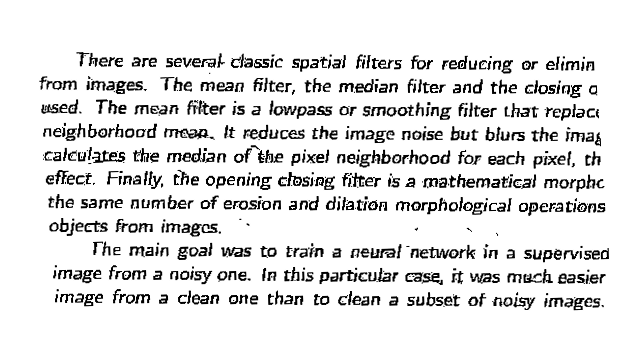 There are several classic spatial filters for reducing or elimin
from images. The mean filter, the median filter and the closing o
used. The mean filter is a lowpass or smoothing filter that replac
neighborhood mean. It reduces the image noise but blurs the imag
calculates the median of the pixel neighborhood for each pixel, th
effect. Finally, the opening closing filter is a mathematical morpho
the same number of erosion and dilation morphological operations
objects from images.
The main goal was to train a neural network in a supervised
image from a noisy one. In this particular case, it was much easier
image from a clean one than to clean a subset of noisy images.